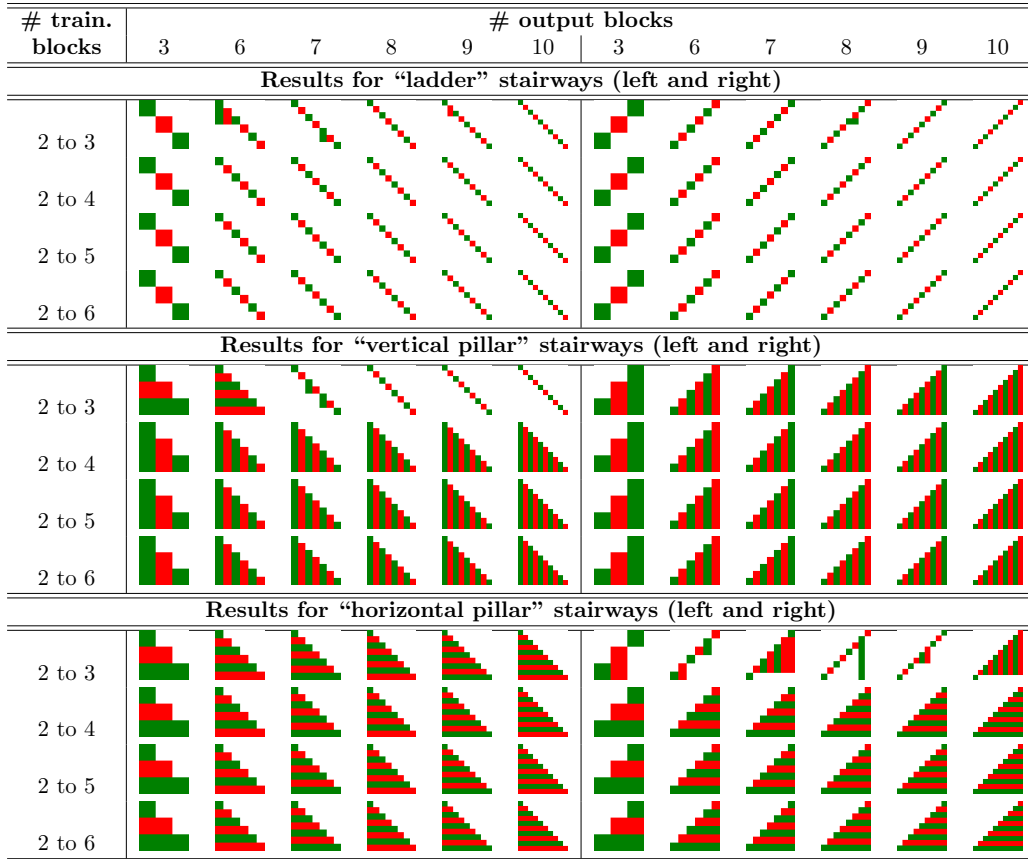 # train. # output blocks
blocks 3 6 7 8 9 10 3 6 7 8 9 10
Results for “ladder” stairways (left and right)
2 to 3
2 to 4
2 to 5
2 to 6
Results for “vertical pillar” stairways (left and right)
2 to 3
2 to 4
2 to 5
2 to 6
Results for “horizontal pillar” stairways (left and right)
2 to 3
2 to 4
2 to 5
2 to 6